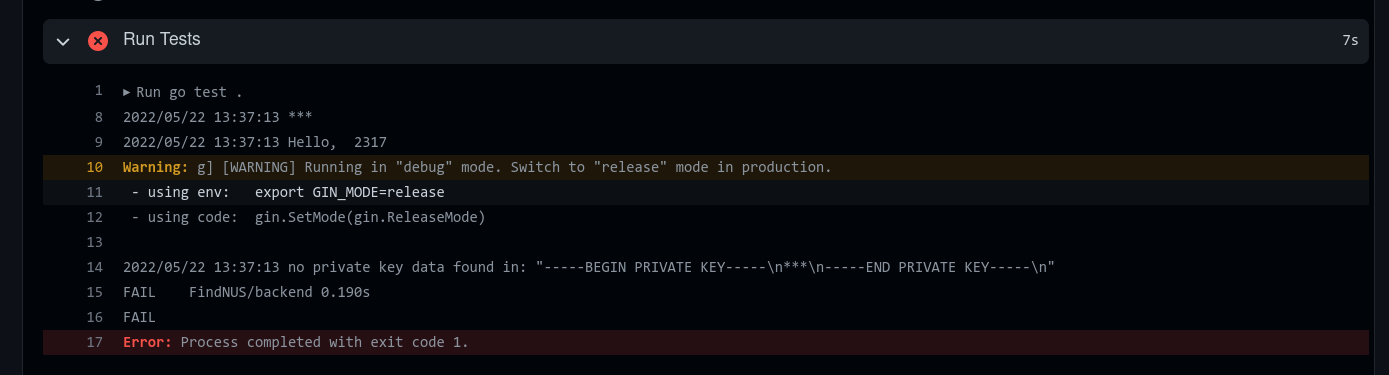 Run Tests 7s
1 ▸ Run go test .
8 2022/05/22 13:37:13 ***
9 2022/05/22 13:37:13 Hello,  2317
10 Warning: g] [WARNING] Running in "debug" mode. Switch to "release" mode in production.
11  - using env:   export GIN_MODE=release
12  - using code:  gin.SetMode(gin.ReleaseMode)
13
14 2022/05/22 13:37:13 no private key data found in: "-----BEGIN PRIVATE KEY-----\n***\n-----END PRIVATE KEY-----\n"
15 FAIL    FindNUS/backend 0.190s
16 FAIL
17 Error: Process completed with exit code 1.